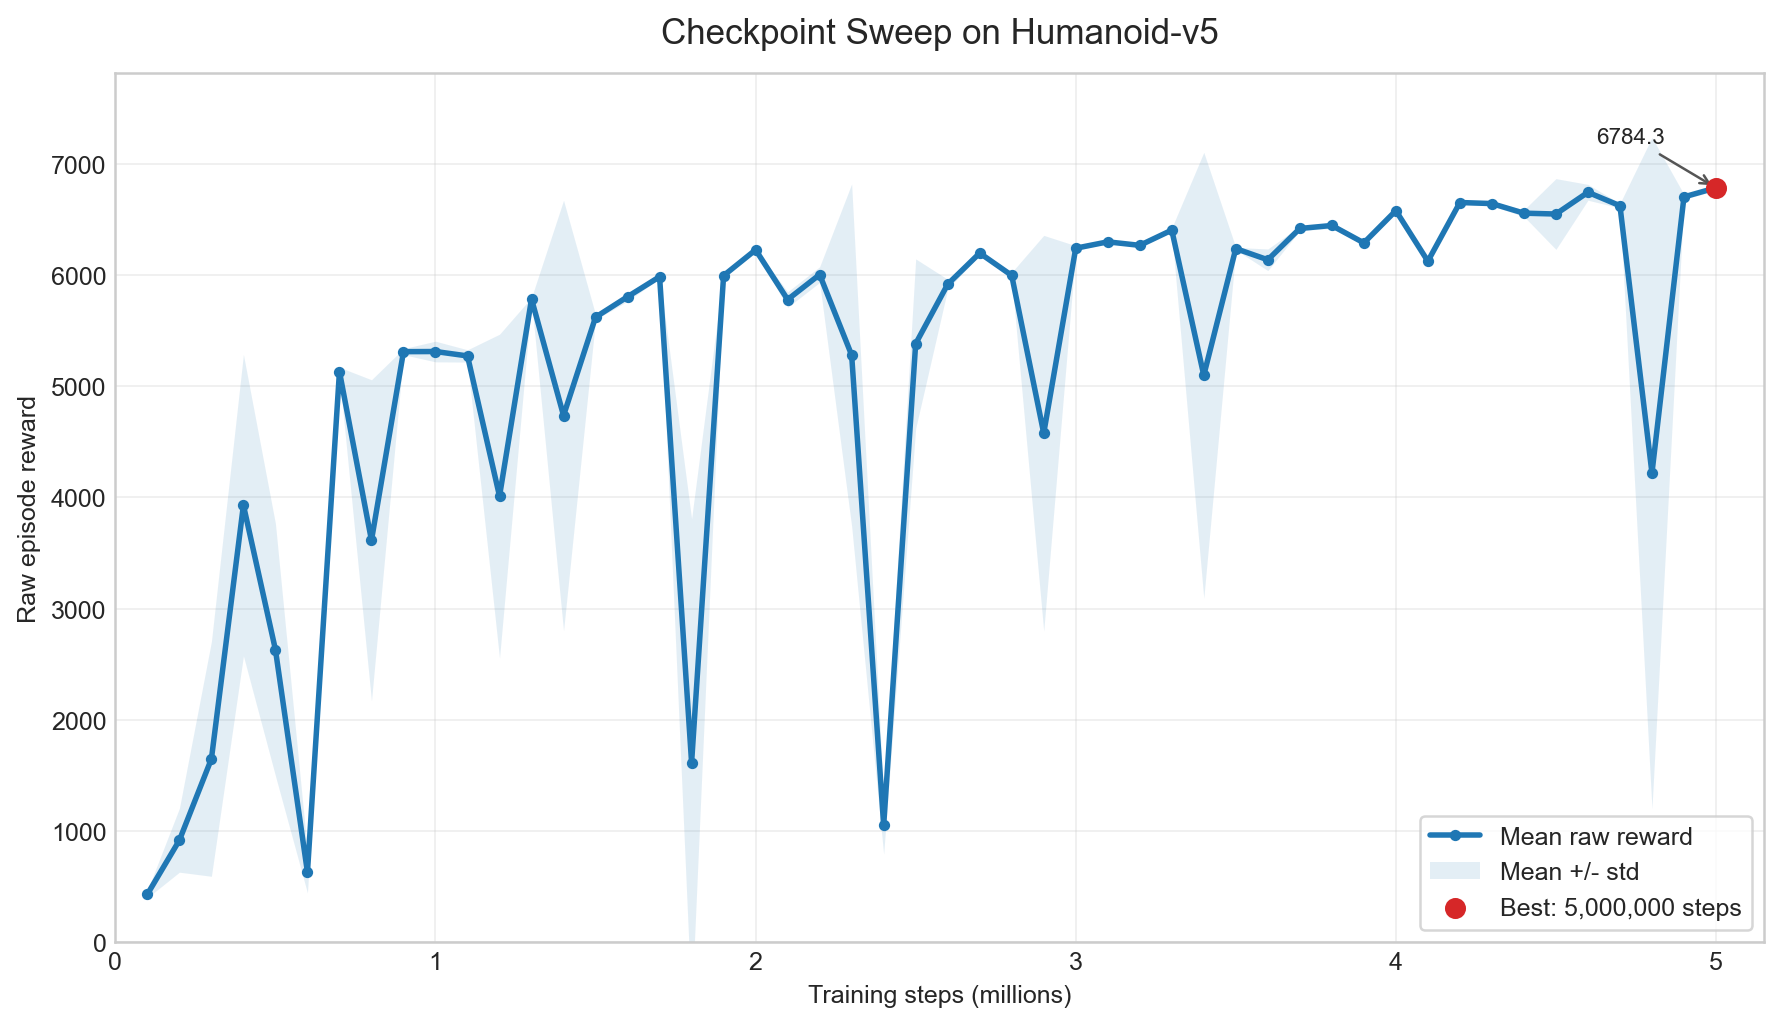 Checkpoint Sweep on Humanoid-v5
6784.3
7000
6000
5000
4000
3000
2000
1000
0
Raw episode reward
0 1 2 3 4 5
Training steps (millions)
Mean raw reward
Mean +/- std
Best: 5,000,000 steps